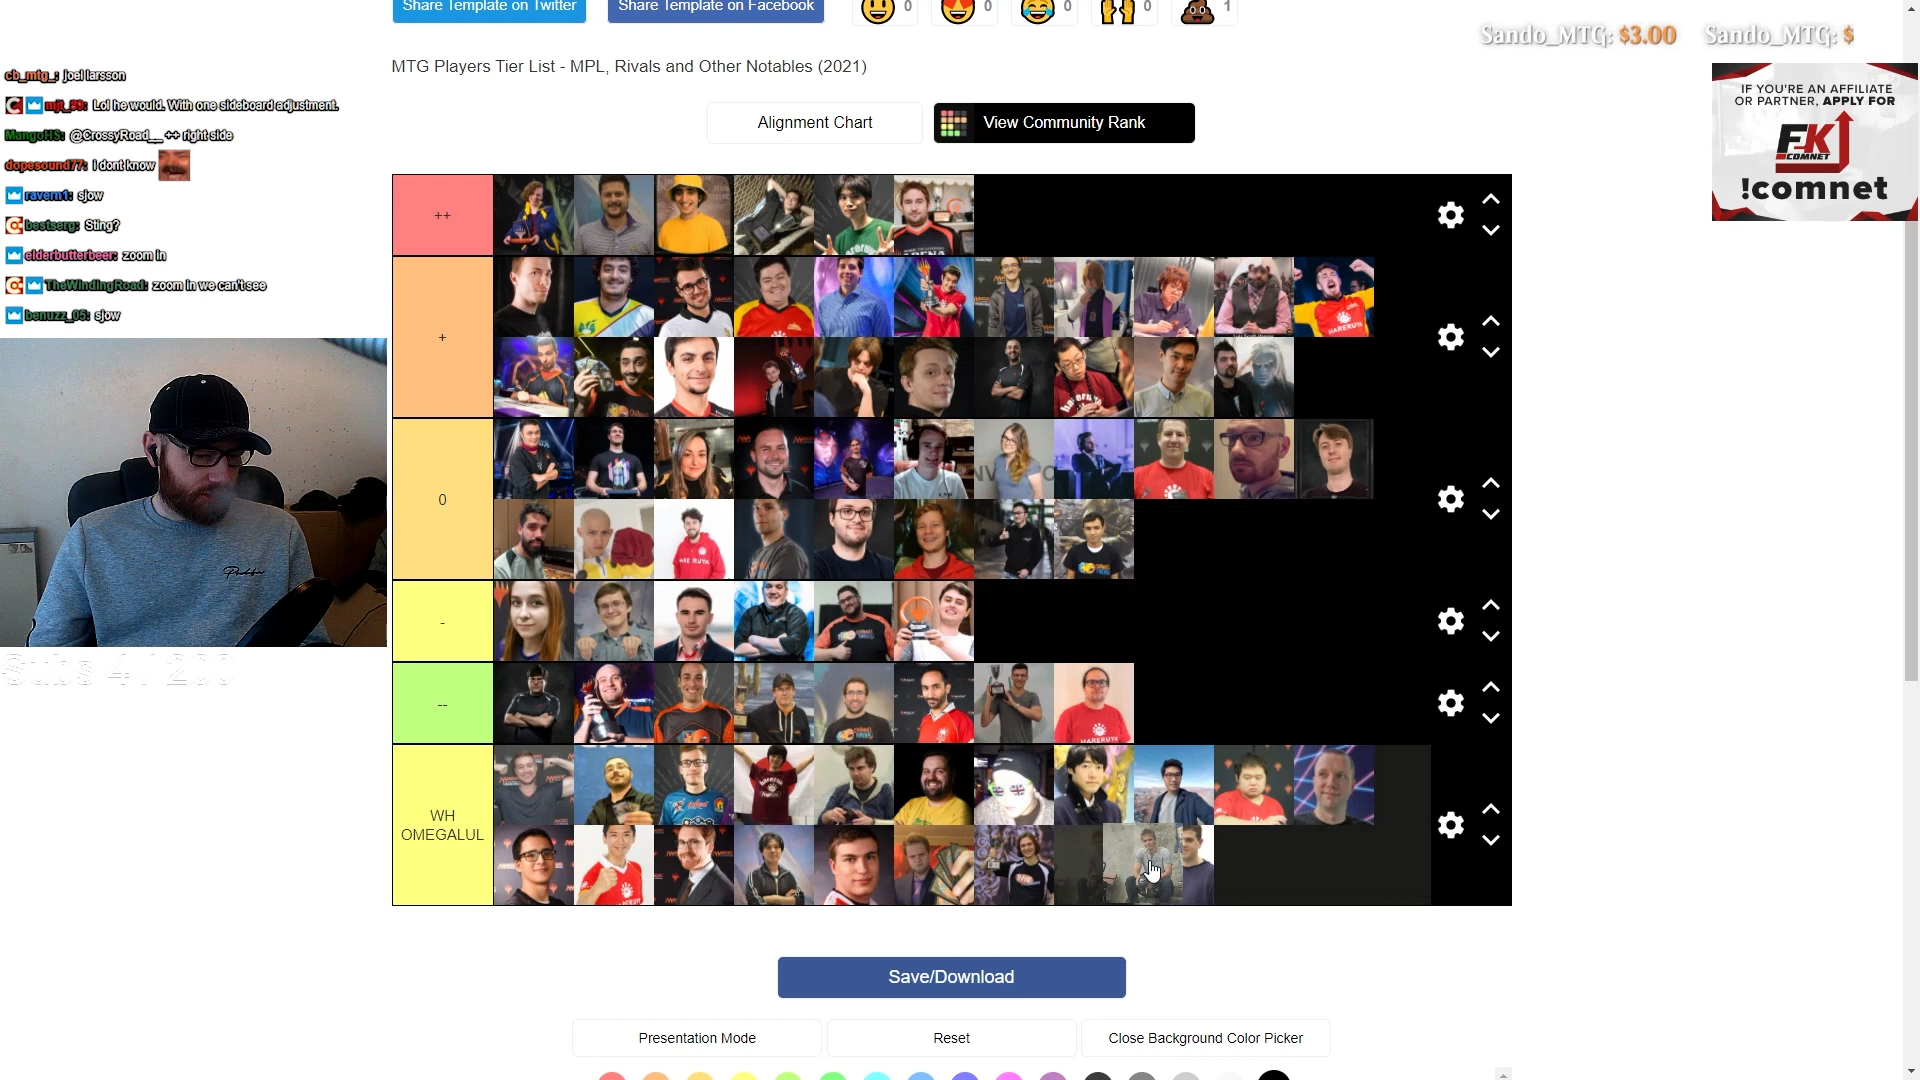 Share Template on Twitter
Share Template on Facebook
0
0
0
0
1
Sando_MTG: $3.00
Sando_MTG: $
MTG Players Tier List - MPL, Rivals and Other Notables (2021)
cb_mtg_: joel larsson
mjt_99: Lol he would. With one sideboard adjustment.
MangoHS: @CrossyRoad__ ++ right side
dopesound77: i dont know
ravern1: sjow
bestserg: Sting?
elderbutterbeer: zoom in
TheWindingRoad: zoom in we can't see
benuzz_05: sjow
Alignment Chart
View Community Rank
IF YOU'RE AN AFFILIATE
OR PARTNER, APPLY FOR
COMNET
!comnet
++
+
0
-
--
WH
OMEGALUL
Save/Download
Presentation Mode
Reset
Close Background Color Picker